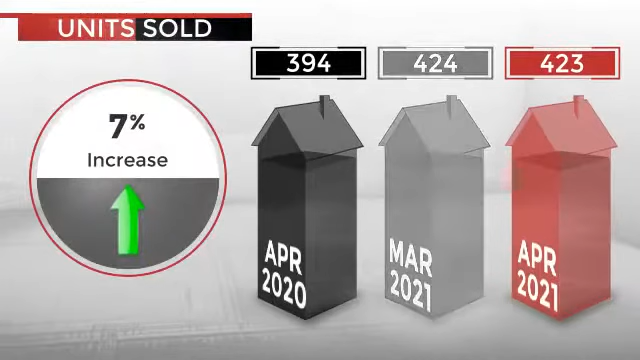 UNITS SOLD
394
424
423
7%
Increase
APR
2020
MAR
2021
APR
2021